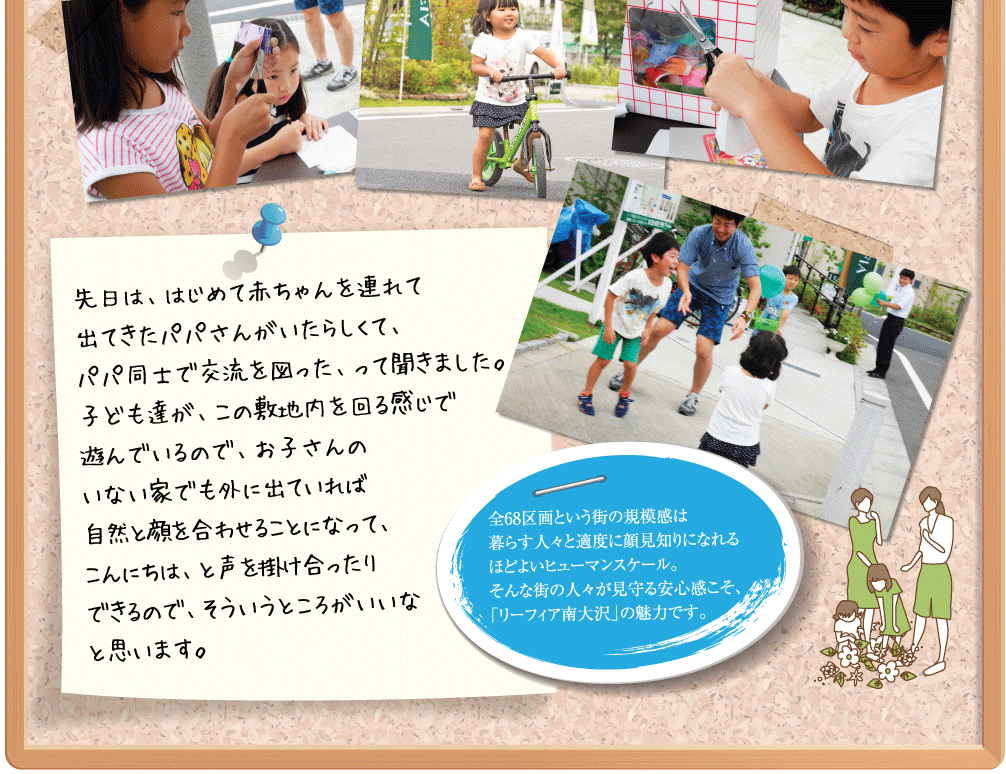 先日は、はじめて赤ちゃんを連れて
出てきたパパさんがいたらしくて、
パパ同士で交流を図った、って聞きました。
子ども達が、この敷地内を回る感じで
遊んでいるので、お子さんの
いない家でも外に出ていれば
自然と顔を合わせることになって、
こんにちは、と声を掛け合ったり
できるので、そういうところがいいな
と思います。
全68区画という街の規模感は
暮らす人々と適度に顔見知りになれる
ほどよいヒューマンスケール。
そんな街の人々が見守る安心感こそ、
「リーフィア南大沢」の魅力です。